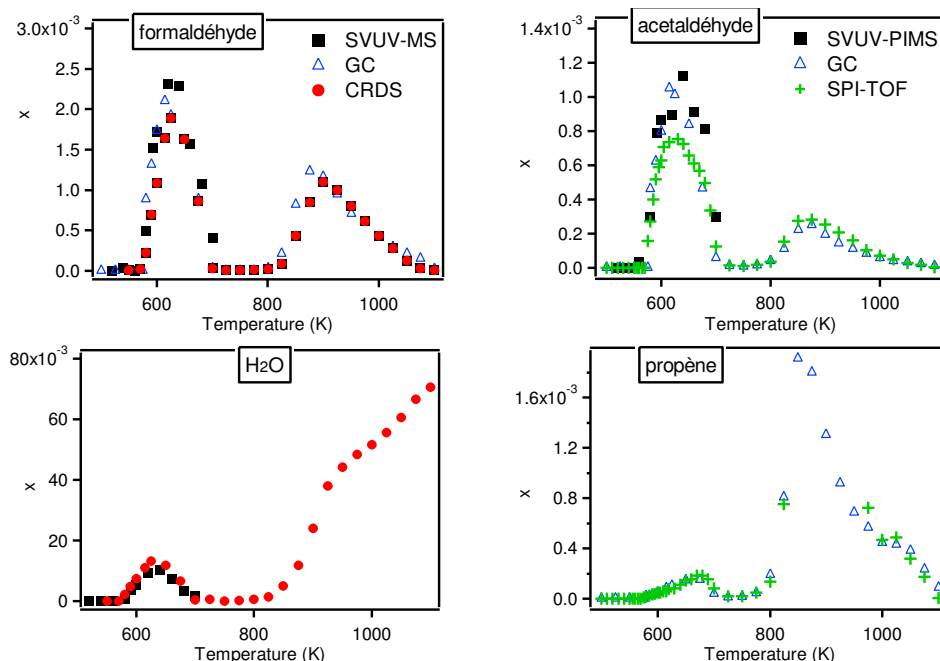 formaldéhyde
3.0x10-3
2.5
2.0
1.5
1.0
0.5
0.0
x
SVUV-MS
GC
CRDS
600
800
1000
Temperature (K)
acetaldéhyde
1.4x10-3
1.2
1.0
0.8
0.6
0.4
0.2
0.0
x
SVUV-PIMS
GC
SPI-TOF
600
800
1000
Temperature (K)
H2O
80x10-3
60
40
20
0
x
600
800
1000
Temperature (K)
propène
1.6x10-3
1.2
0.8
0.4
0.0
x
600
800
1000
Temperature (K)